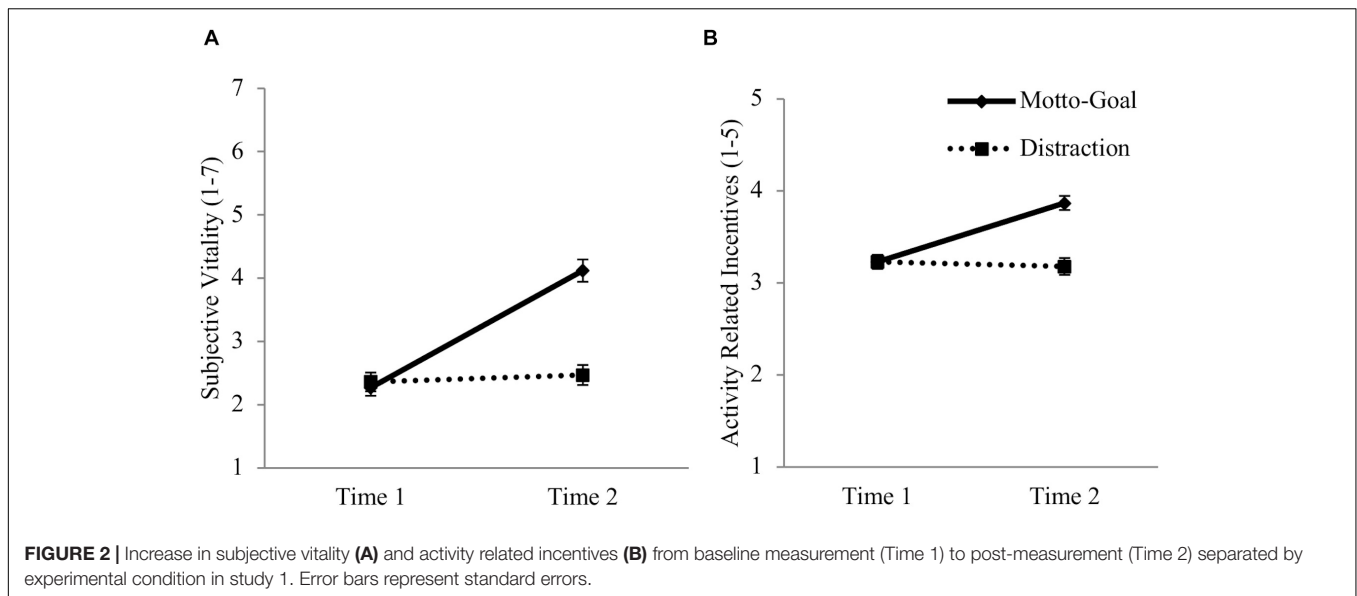 A
Subjective Vitality (1-7)
7
6
5
4
3
2
1
Time 1
Time 2
B
Activity Related Incentives (1-5)
5
4
3
2
1
Time 1
Time 2
Motto-Goal
Distraction
FIGURE 2 | Increase in subjective vitality (A) and activity related incentives (B) from baseline measurement (Time 1) to post-measurement (Time 2) separated by
experimental condition in study 1. Error bars represent standard errors.